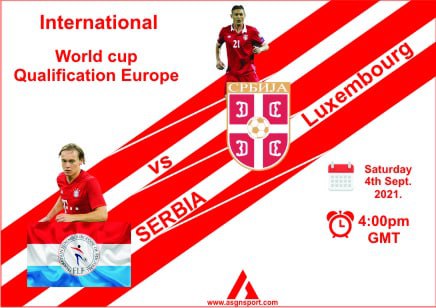 International
World cup
Qualification Europe
21
СРБИЈА
Luxembourg
vs
SERBIA
Saturday
4th Sept.
2021.
4:00pm
GMT
F.L.F.
www.asgnsport.com